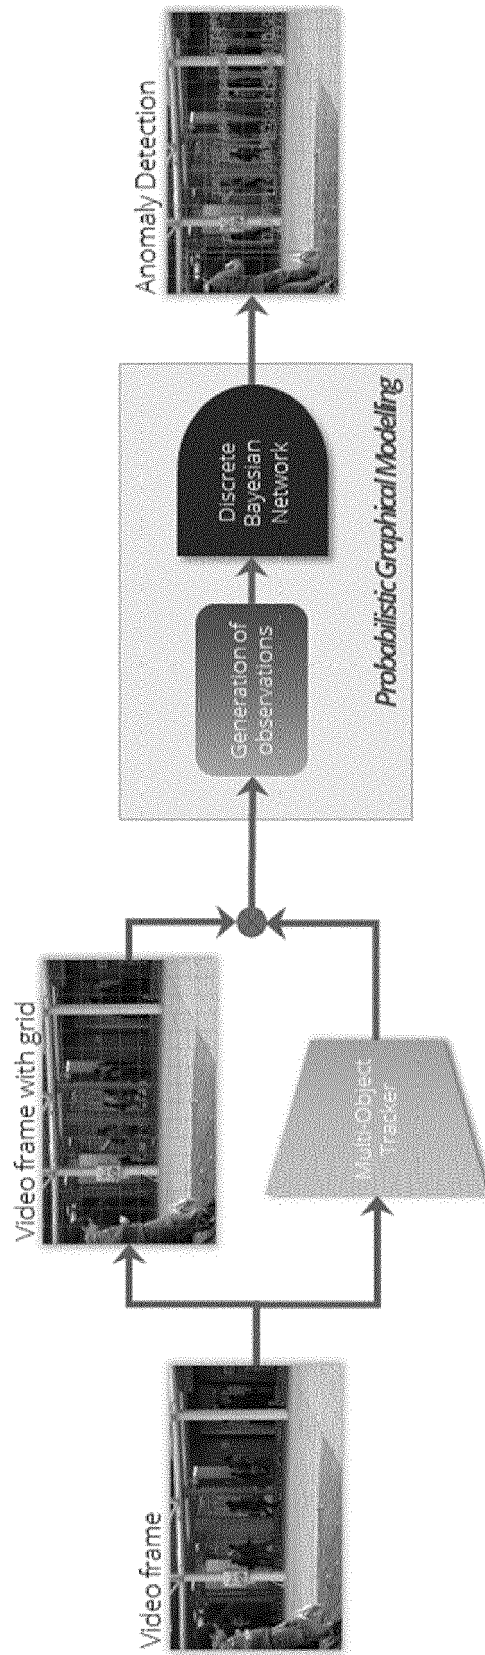 Video frame
Video frame with grid
Multi-Object
Tracker
Generation of
observations
Discrete
Bayesian
Network
Probabilistic Graphical Modelling
Anomaly Detection